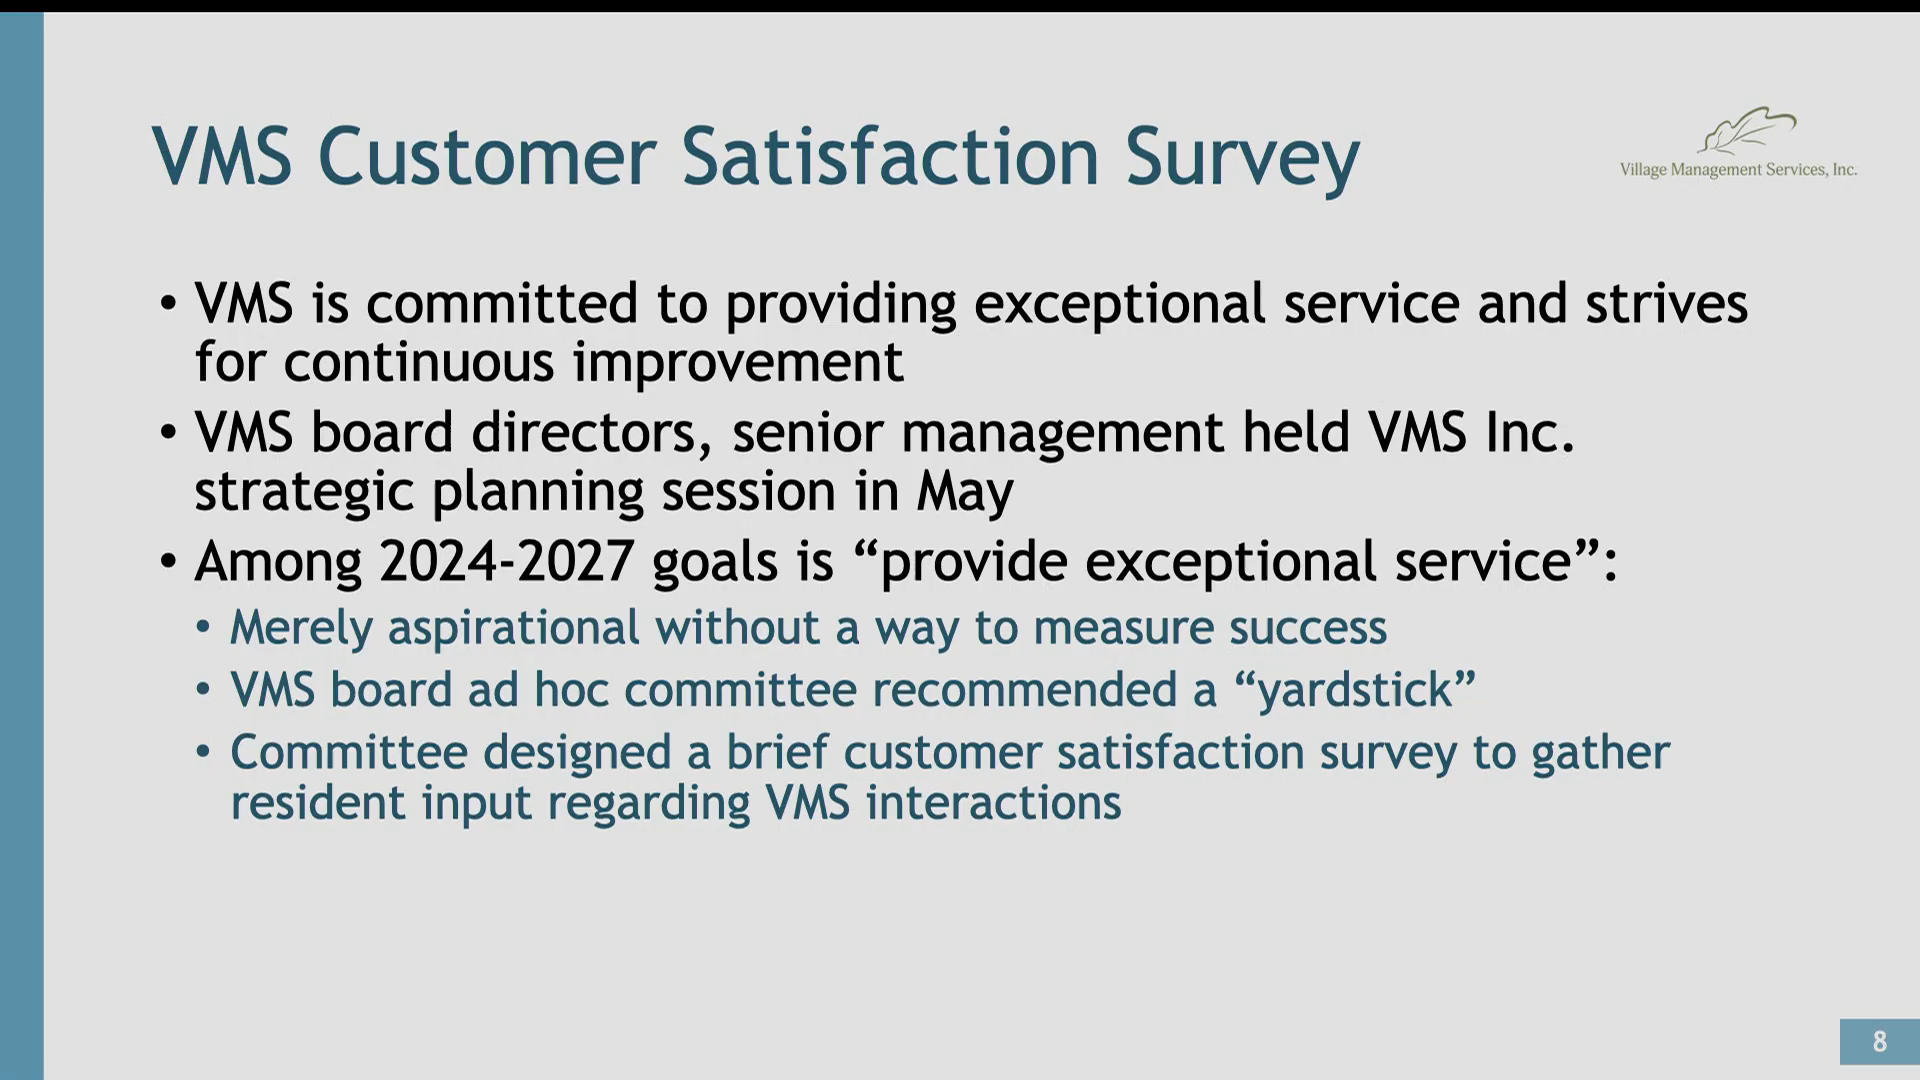 VMS Customer Satisfaction Survey
Village Management Services, Inc.
• VMS is committed to providing exceptional service and strives
for continuous improvement
• VMS board directors, senior management held VMS Inc.
strategic planning session in May
• Among 2024-2027 goals is “provide exceptional service”:
• Merely aspirational without a way to measure success
• VMS board ad hoc committee recommended a “yardstick”
• Committee designed a brief customer satisfaction survey to gather
resident input regarding VMS interactions
8